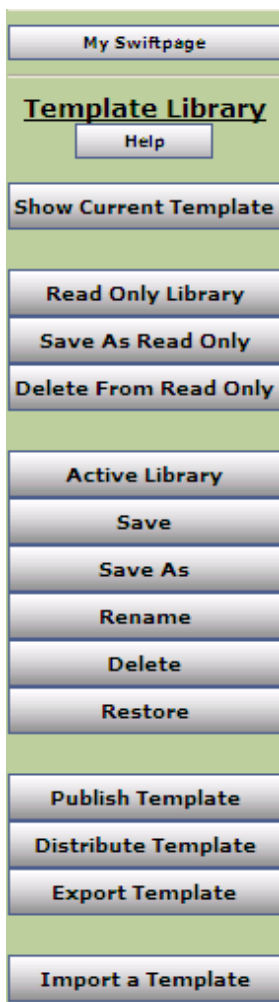 My Swiftpage
Template Library
Help
Show Current Template
Read Only Library
Save As Read Only
Delete From Read Only
Active Library
Save
Save As
Rename
Delete
Restore
Publish Template
Distribute Template
Export Template
Import a Template